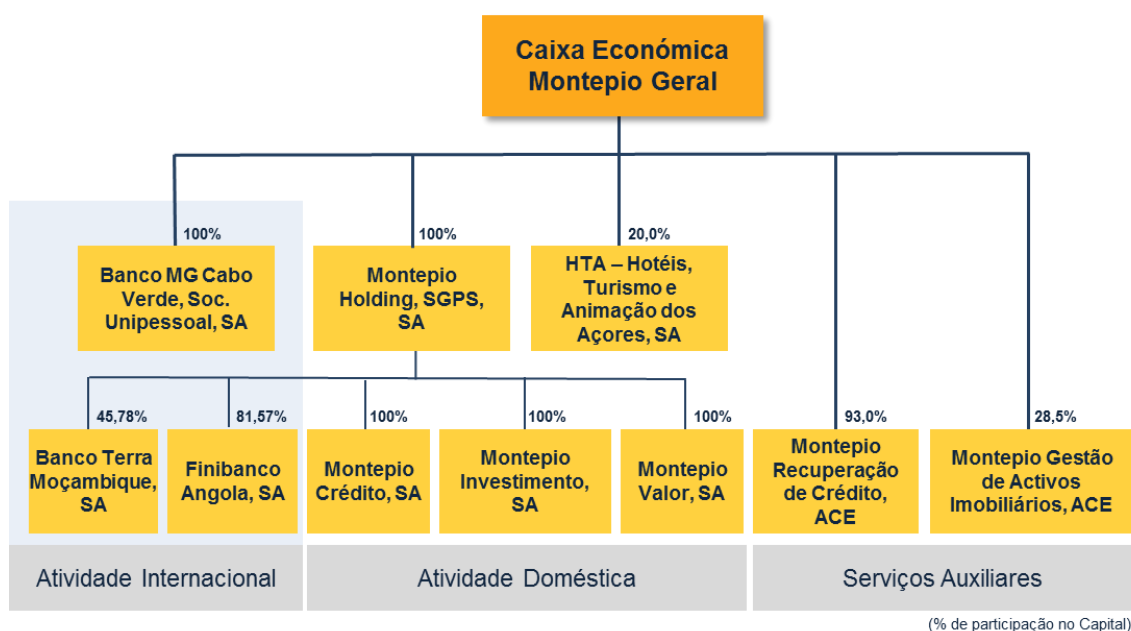 Caixa Económica
Montepio Geral
100%
100%
20,0%
Banco MG Cabo
Verde, Soc.
Unipessoal, SA
Montepio
Holding, SGPS,
SA
HTA – Hotéis,
Turismo e
Animação dos
Açores, SA
45,78%
81,57%
100%
100%
100%
93,0%
28,5%
Banco Terra
Moçambique,
SA
Finibanco
Angola, SA
Montepio
Crédito, SA
Montepio
Investimento,
SA
Montepio
Valor, SA
Montepio
Recuperação
de Crédito,
ACE
Montepio Gestão
de Activos
Imobiliários, ACE
Atividade Internacional
Atividade Doméstica
Serviços Auxiliares
(% de participação no Capital)